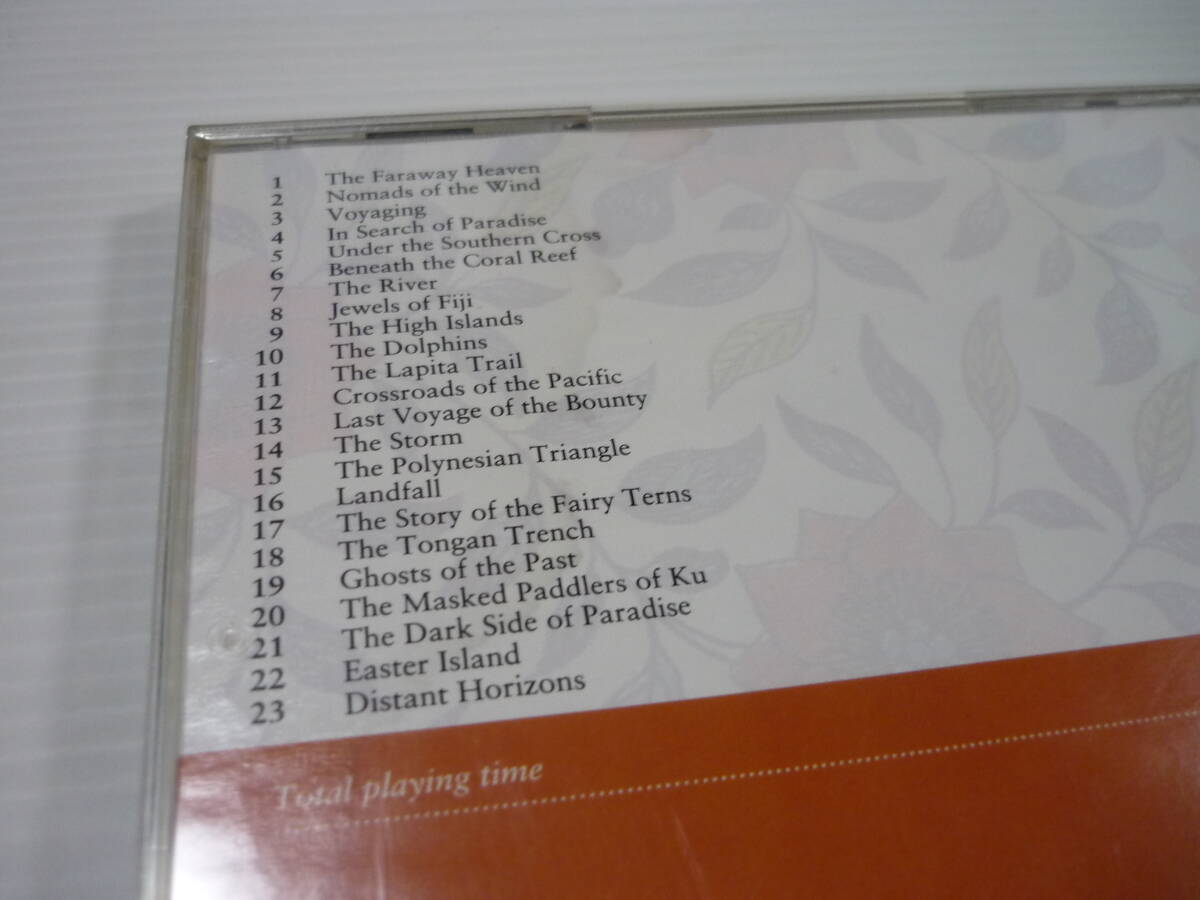 1 The Faraway Heaven
2 Nomads of the Wind
3 Voyaging
4 In Search of Paradise
5 Under the Southern Cross
6 Beneath the Coral Reef
7 The River
8 Jewels of Fiji
9 The High Islands
10 The Dolphins
11 The Lapita Trail
12 Crossroads of the Pacific
13 Last Voyage of the Bounty
14 The Storm
15 The Polynesian Triangle
16 Landfall
17 The Story of the Fairy Terns
18 The Tongan Trench
19 Ghosts of the Past
20 The Masked Paddlers of Ku
21 The Dark Side of Paradise
22 Easter Island
23 Distant Horizons
Total playing time